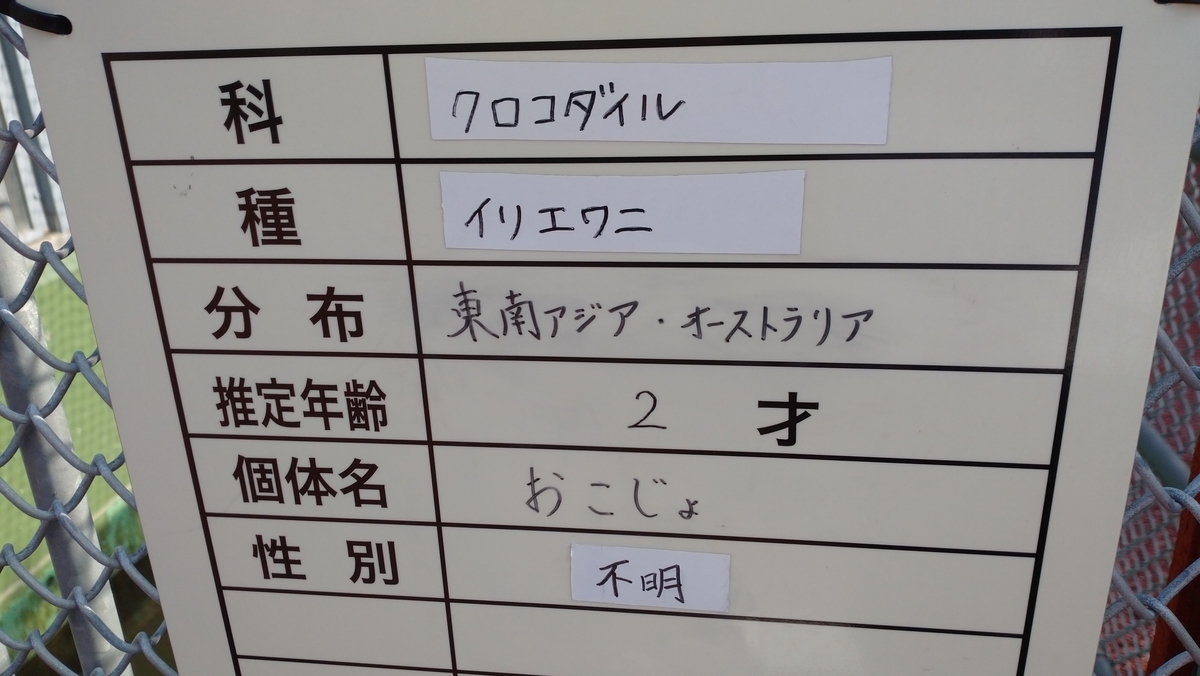 科 クロコダイル
種 イリエワニ
分布 東南アジア・オーストラリア
推定年齢 2 才
個体名 おこじょ
性別 不明